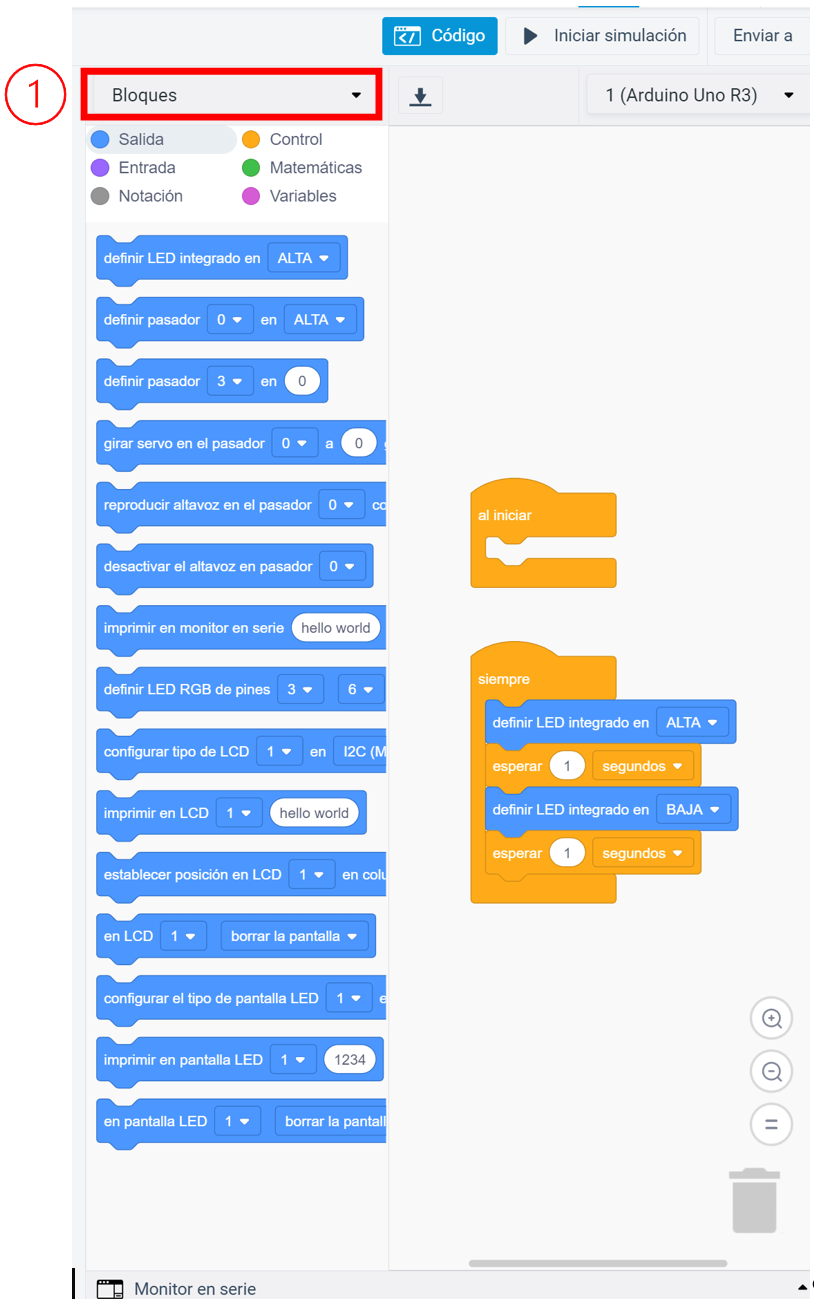 Código Iniciar simulación Enviar a
1 Bloques 1 (Arduino Uno R3)
Salida Control
Entrada Matemáticas
Notación Variables
definir LED integrado en ALTA
definir pasador 0 en ALTA
definir pasador 3 en 0
girar servo en el pasador 0 a 0
reproducir altavoz en el pasador 0 co
desactivar el altavoz en pasador 0
imprimir en monitor en serie hello world
definir LED RGB de pines 3 6
configurar tipo de LCD 1 en I2C (M
imprimir en LCD 1 hello world
establecer posición en LCD 1 en colu
en LCD 1 borrar la pantalla
configurar el tipo de pantalla LED 1 e
imprimir en pantalla LED 1 1234
en pantalla LED 1 borrar la pantall
al iniciar
siempre
definir LED integrado en ALTA
esperar 1 segundos
definir LED integrado en BAJA
esperar 1 segundos
=
Monitor en serie